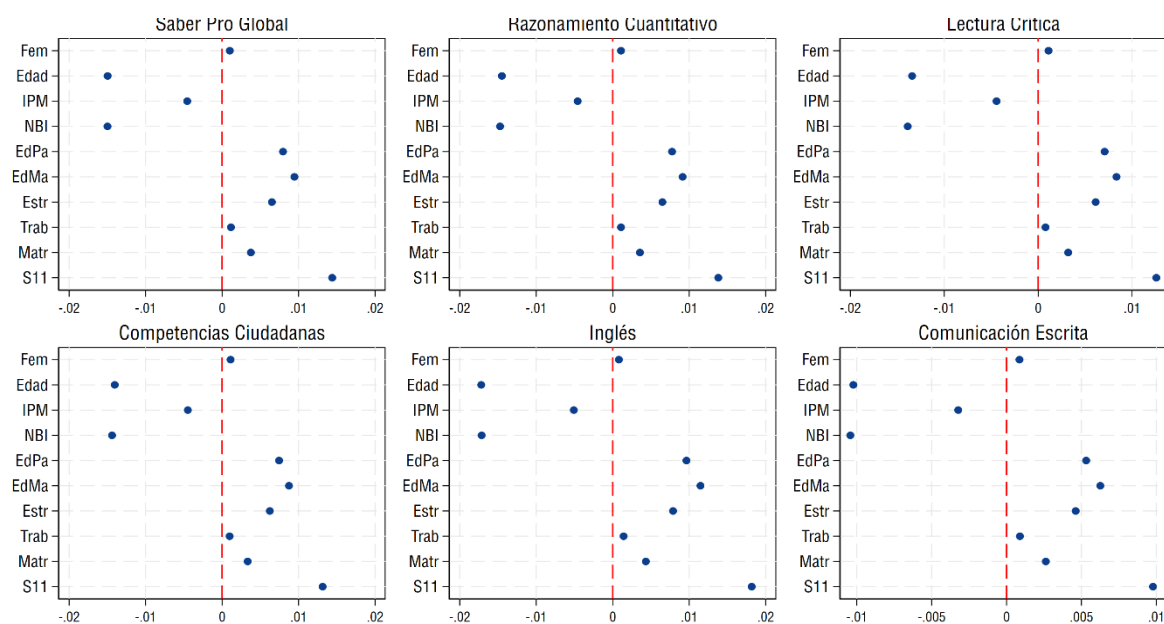 Saber Pro Global
Fem
Edad
IPM
NBI
EdPa
EdMa
Estr
Trab
Matr
S11
-.02 -.01 0 .01 .02
Razonamiento Cuantitativo
Fem
Edad
IPM
NBI
EdPa
EdMa
Estr
Trab
Matr
S11
-.02 -.01 0 .01 .02
Lectura Crítica
Fem
Edad
IPM
NBI
EdPa
EdMa
Estr
Trab
Matr
S11
-.02 -.01 0 .01
Competencias Ciudadanas
Fem
Edad
IPM
NBI
EdPa
EdMa
Estr
Trab
Matr
S11
-.02 -.01 0 .01 .02
Inglés
Fem
Edad
IPM
NBI
EdPa
EdMa
Estr
Trab
Matr
S11
-.02 -.01 0 .01 .02
Comunicación Escrita
Fem
Edad
IPM
NBI
EdPa
EdMa
Estr
Trab
Matr
S11
-.01 -.005 0 .005 .01